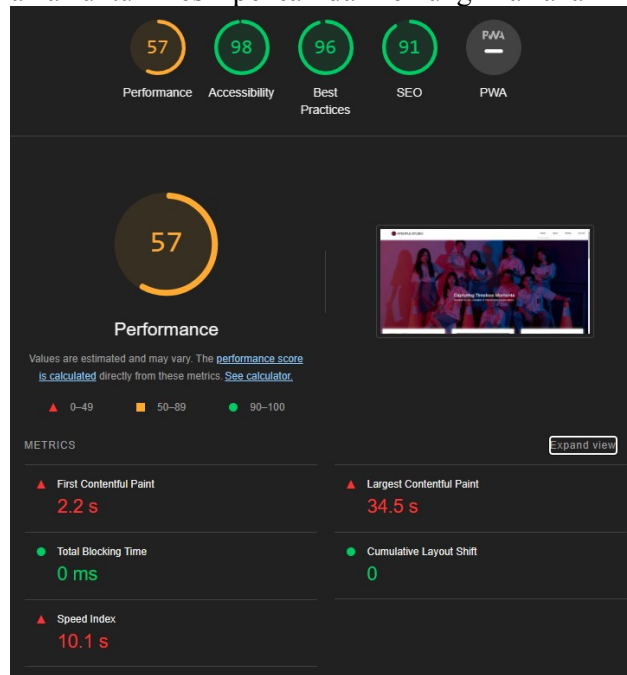 57
98
96
91
PWA
Performance
Accessibility
Best
Practices
SEO
PWA
57
Performance
Values are estimated and may vary. The performance score
is calculated directly from these metrics. See calculator.
0–49
50–89
90–100
Capturing Timeless Moments
METRICS
Expand view
First Contentful Paint
2.2 s
Largest Contentful Paint
34.5 s
Total Blocking Time
0 ms
Cumulative Layout Shift
0
Speed Index
10.1 s